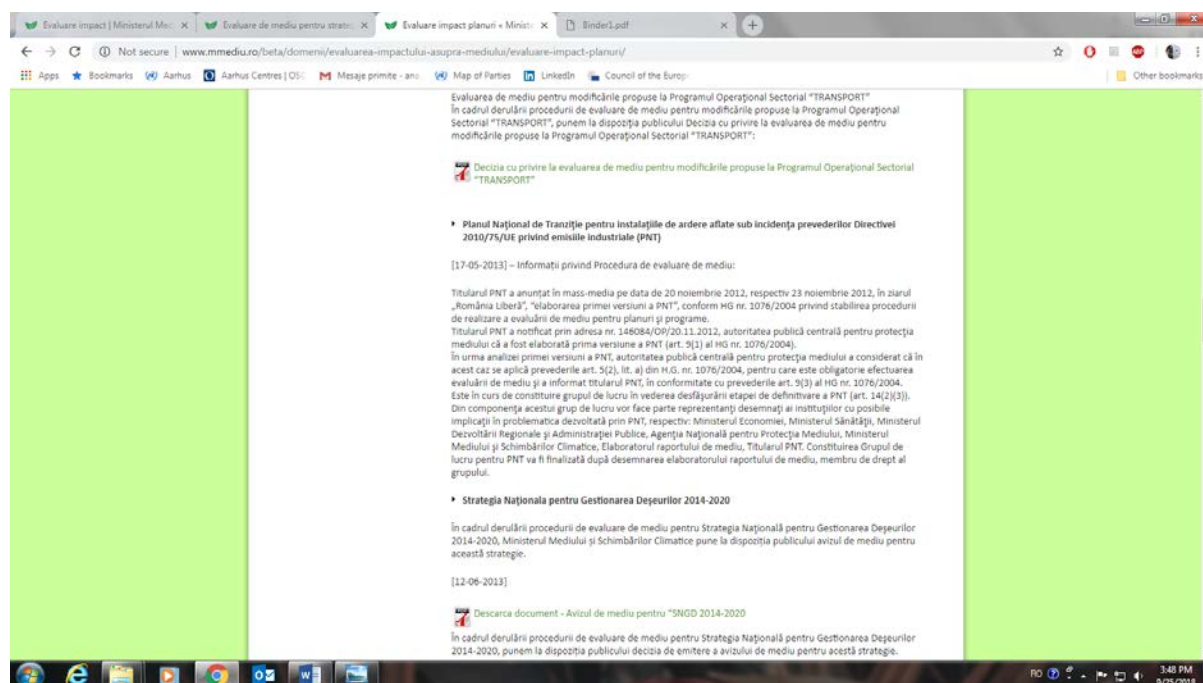 Evaluare impact | Ministerul Med
Evaluare de mediu pentru strate
Evaluare impact planuri « Minist
Binder1.pdf
Not secure | www.mmediu.ro/beta/domenii/evaluarea-impactului-asupra-mediului/evaluare-impact-planuri/
Apps Bookmarks Aarhus Aarhus Centres | OSC Mesaje primite - ana Map of Parties LinkedIn Council of the Europ Other bookmarks
Evaluarea de mediu pentru modificările propuse la Programul Operațional Sectorial "TRANSPORT"
În cadrul derulării procedurii de evaluare de mediu pentru modificările propuse la Programul Operațional
Sectorial "TRANSPORT", punem la dispoziția publicului Decizia cu privire la evaluarea de mediu pentru
modificările propuse la Programul Operațional Sectorial "TRANSPORT":
Decizia cu privire la evaluarea de mediu pentru modificările propuse la Programul Operațional Sectorial
"TRANSPORT"
Planul Național de Tranziție pentru instalațiile de ardere aflate sub incidența prevederilor Directivei
2010/75/UE privind emisiile industriale (PNT)
[17-05-2013] – Informații privind Procedura de evaluare de mediu:
Titularul PNT a anunțat în mass-media pe data de 20 noiembrie 2012, respectiv 23 noiembrie 2012, în ziarul
„România Liberă", "elaborarea primei versiuni a PNT", conform HG nr. 1076/2004 privind stabilirea procedurii
de realizare a evaluării de mediu pentru planuri şi programe.
Titularul PNT a notificat prin adresa nr. 146084/OP/20.11.2012, autoritatea publică centrală pentru protecția
mediului că a fost elaborată prima versiune a PNT (art. 9(1) al HG nr. 1076/2004).
În urma analizei primei versiuni a PNT, autoritatea publică centrală pentru protecția mediului a considerat că în
acest caz se aplică prevederile art. 5(2), lit. a) din H.G. nr. 1076/2004, pentru care este obligatorie efectuarea
evaluării de mediu şi a informat titularul PNT, în conformitate cu prevederile art. 9(3) al HG nr. 1076/2004.
Este în curs de constituire grupul de lucru în vederea desfăşurării etapei de definitivare a PNT (art. 14(2)(3)).
Din componența acestui grup de lucru vor face parte reprezentanți desemnați ai instituțiilor cu posibile
implicații în problematica dezvoltată prin PNT, respectiv: Ministerul Economiei, Ministerul Sănătății, Ministerul
Dezvoltării Regionale şi Administrației Publice, Agenția Națională pentru Protecția Mediului, Ministerul
Mediului şi Schimbărilor Climatice, Elaboratorul raportului de mediu, Titularul PNT. Constituirea Grupul de
lucru pentru PNT va fi finalizată după desemnarea elaboratorului raportului de mediu, membru de drept al
grupului.
Strategia Naționala pentru Gestionarea Deşeurilor 2014-2020
În cadrul derulării procedurii de evaluare de mediu pentru Strategia Națională pentru Gestionarea Deşeurilor
2014-2020, Ministerul Mediului și Schimbărilor Climatice pune la dispoziția publicului avizul de mediu pentru
această strategie.
[12-06-2013]
Descarca document - Avizul de mediu pentru "SNGD 2014-2020
În cadrul derulării procedurii de evaluare de mediu pentru Strategia Națională pentru Gestionarea Deşeurilor
2014-2020, punem la dispoziția publicului decizia de emitere a avizului de mediu pentru acestă strategie.
RO
3:48 PM
9/25/2018